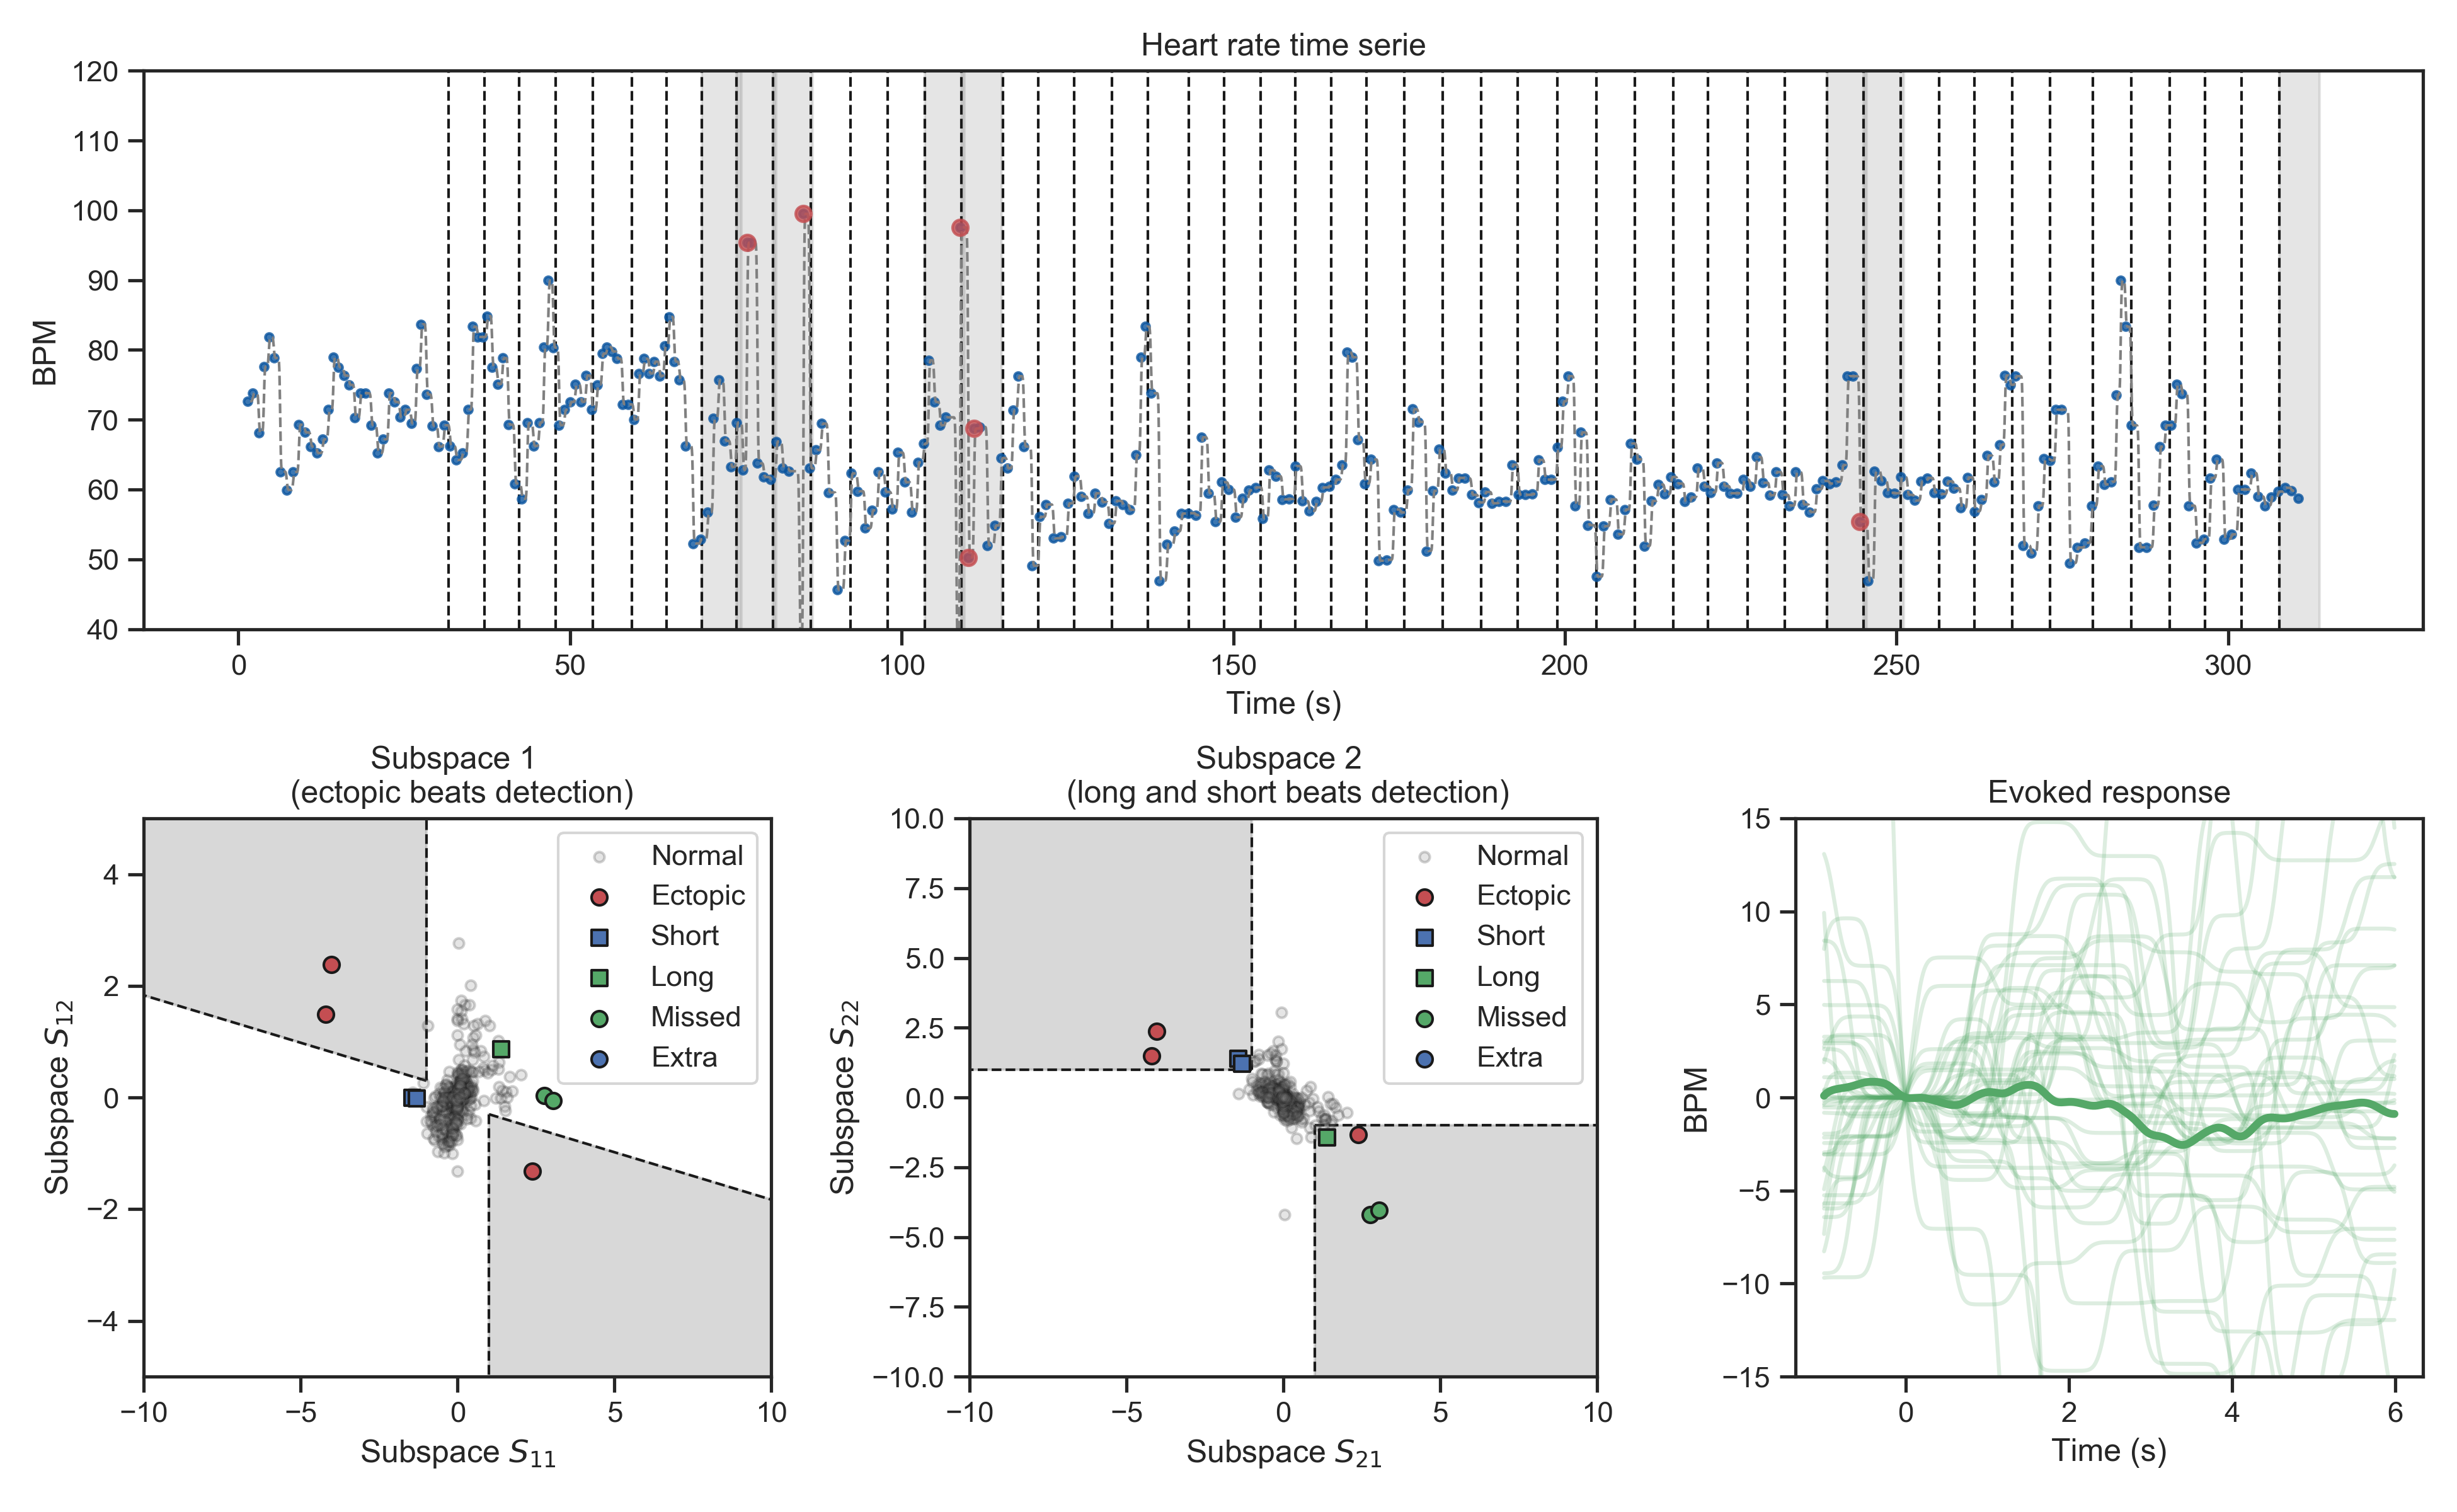 Heart rate time serie
120
110
100
90
80
70
60
50
40
BPM
0 50 100 150 200 250 300
Time (s)
Subspace 1
(ectopic beats detection)
4
2
0
−2
−4
Subspace S12
Normal
Ectopic
Short
Long
Missed
Extra
−10 −5 0 5 10
Subspace S11
Subspace 2
(long and short beats detection)
10.0
7.5
5.0
2.5
0.0
−2.5
−5.0
−7.5
−10.0
Subspace S22
Normal
Ectopic
Short
Long
Missed
Extra
−10 −5 0 5 10
Subspace S21
Evoked response
15
10
5
0
−5
−10
−15
BPM
0 2 4 6
Time (s)